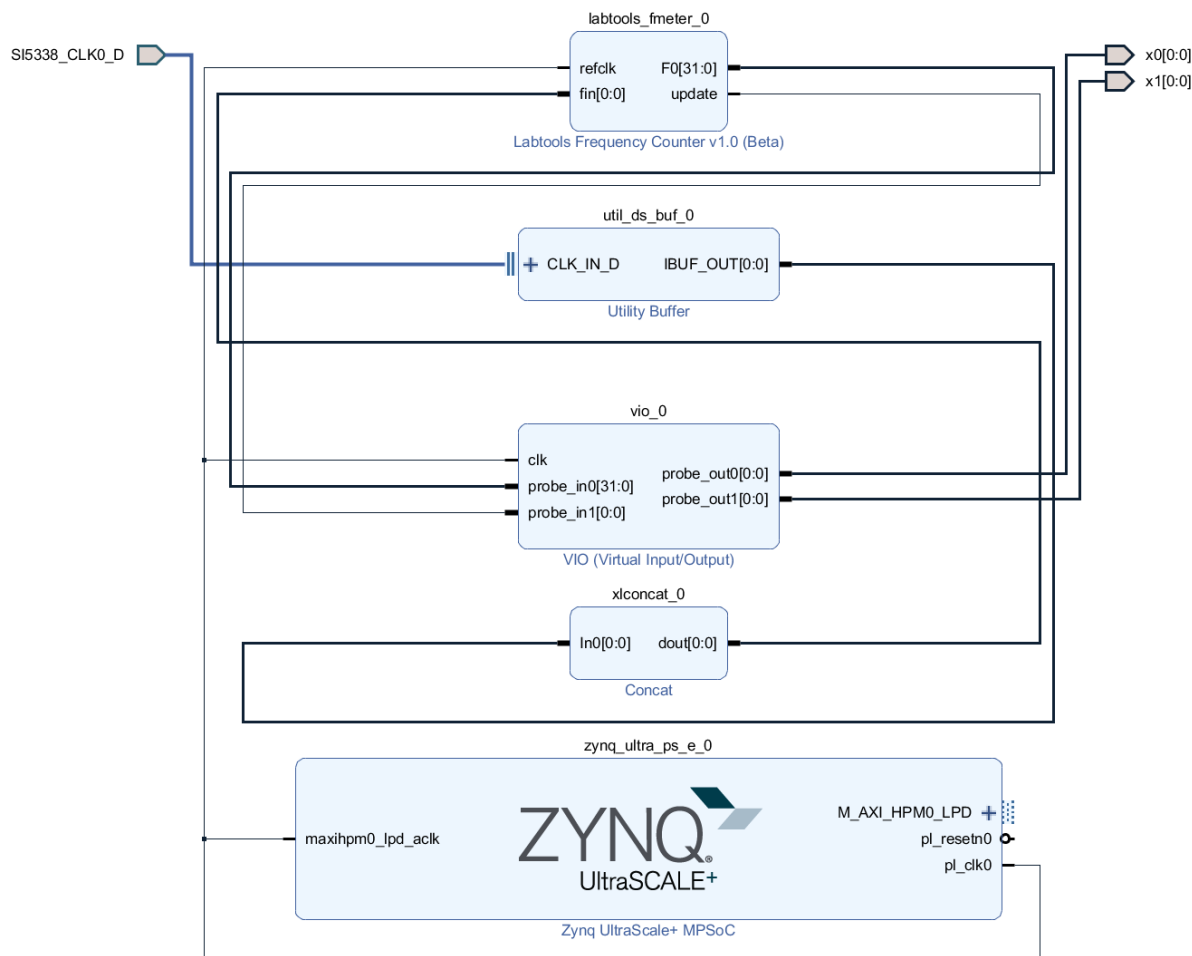 labtools_fmeter_0
SI5338_CLK0_D
x0[0:0]
x1[0:0]
refclk
F0[31:0]
fin[0:0]
update
Labtools Frequency Counter v1.0 (Beta)
util_ds_buf_0
CLK_IN_D
IBUF_OUT[0:0]
Utility Buffer
vio_0
clk
probe_in0[31:0]
probe_in1[0:0]
probe_out0[0:0]
probe_out1[0:0]
VIO (Virtual Input/Output)
xlconcat_0
In0[0:0]
dout[0:0]
Concat
zynq_ultra_ps_e_0
maxihpm0_lpd_aclk
ZYNQ®
UltraSCALE+
M_AXI_HPM0_LPD
pl_resetn0
pl_clk0
Zynq UltraScale+ MPSoC